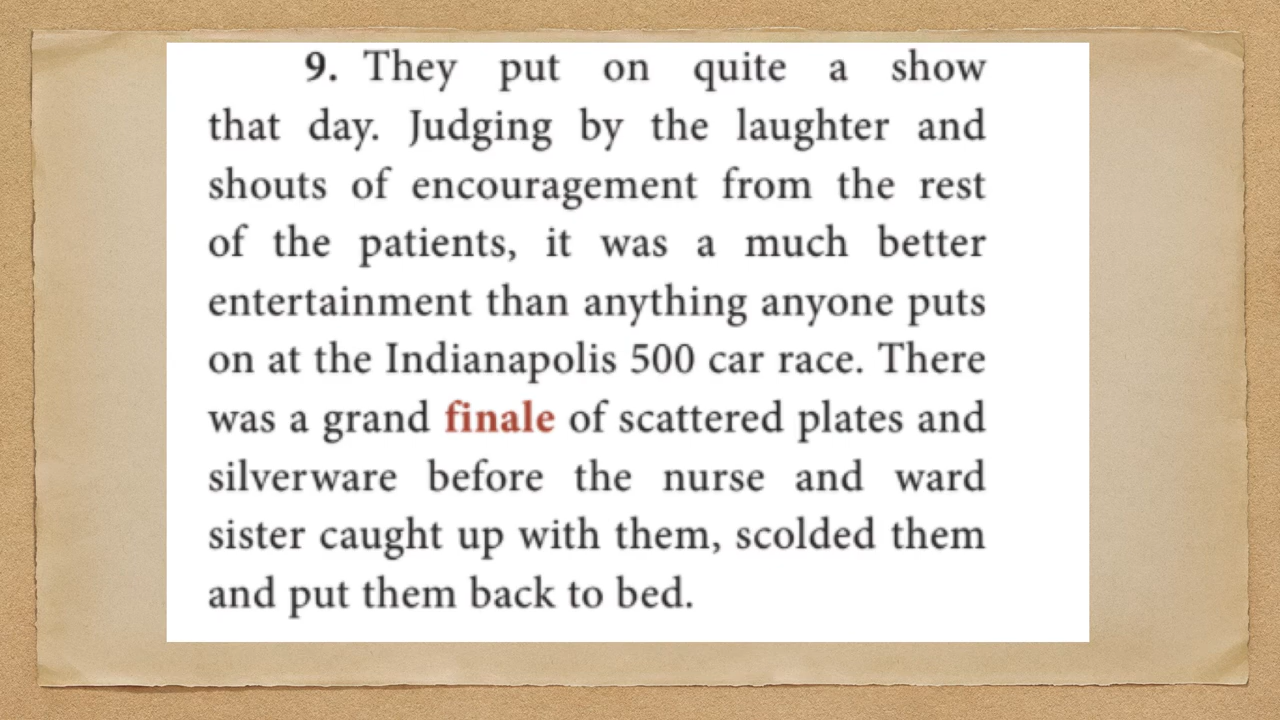 9. They put on quite a show
that day. Judging by the laughter and
shouts of encouragement from the rest
of the patients, it was a much better
entertainment than anything anyone puts
on at the Indianapolis 500 car race. There
was a grand finale of scattered plates and
silverware before the nurse and ward
sister caught up with them, scolded them
and put them back to bed.